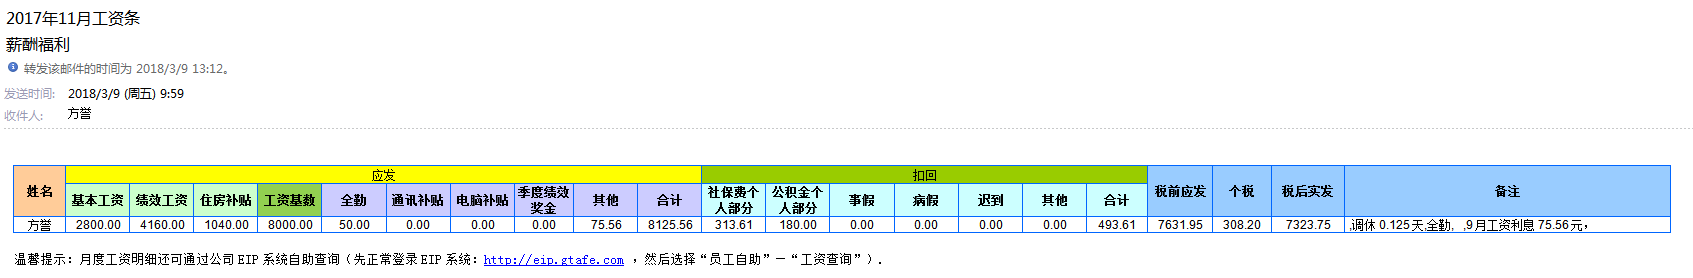 2017年11月工资条
薪酬福利
转发该邮件的时间为 2018/3/9 13:12。
发送时间: 2018/3/9 (周五) 9:59
收件人: 方誉
姓名 应发 扣回 税前应发 个税 税后实发 备注
基本工资 绩效工资 住房补贴 工资基数 全勤 通讯补贴 电脑补贴 季度绩效奖金 其他 合计 社保费个人部分 公积金个人部分 事假 病假 迟到 其他 合计
方誉 2800.00 4160.00 1040.00 8000.00 50.00 0.00 0.00 0.00 75.56 8125.56 313.61 180.00 0.00 0.00 0.00 0.00 493.61 7631.95 308.20 7323.75 ,调休 0.125天,全勤, ,9月工资利息 75.56元,
温馨提示：月度工资明细还可通过公司 EIP 系统自助查询（先正常登录 EIP 系统：http://eip.gtafe.com ，然后选择“员工自助”—“工资查询”）.